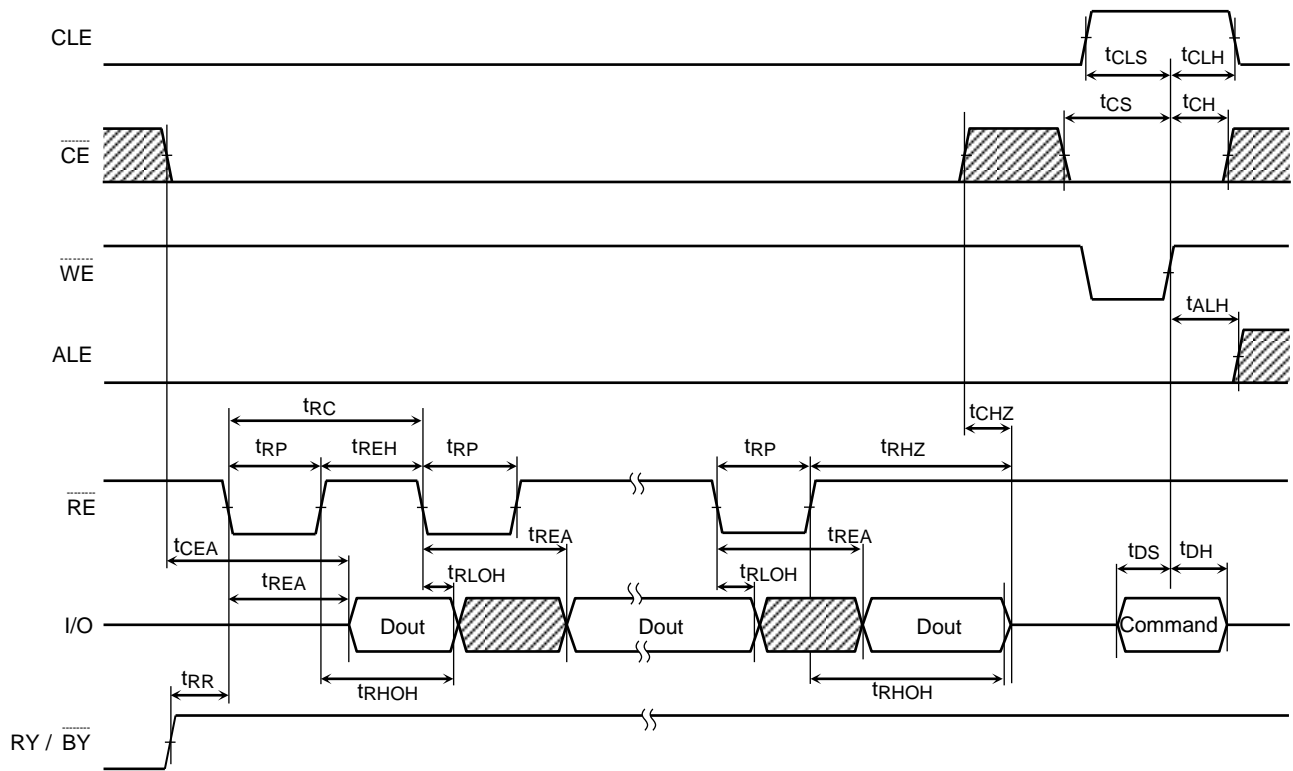 CLE
tCLS tCLH
tCS tCH
CE
WE
tALH
ALE
tRC
tCHZ
tRP tREH tRP tRP tRHZ
RE
tCEA tREA tREA tDS tDH
tREA tRLOH tRLOH
I/O Dout Dout Dout Command
tRR tRHOH tRHOH
RY / BY